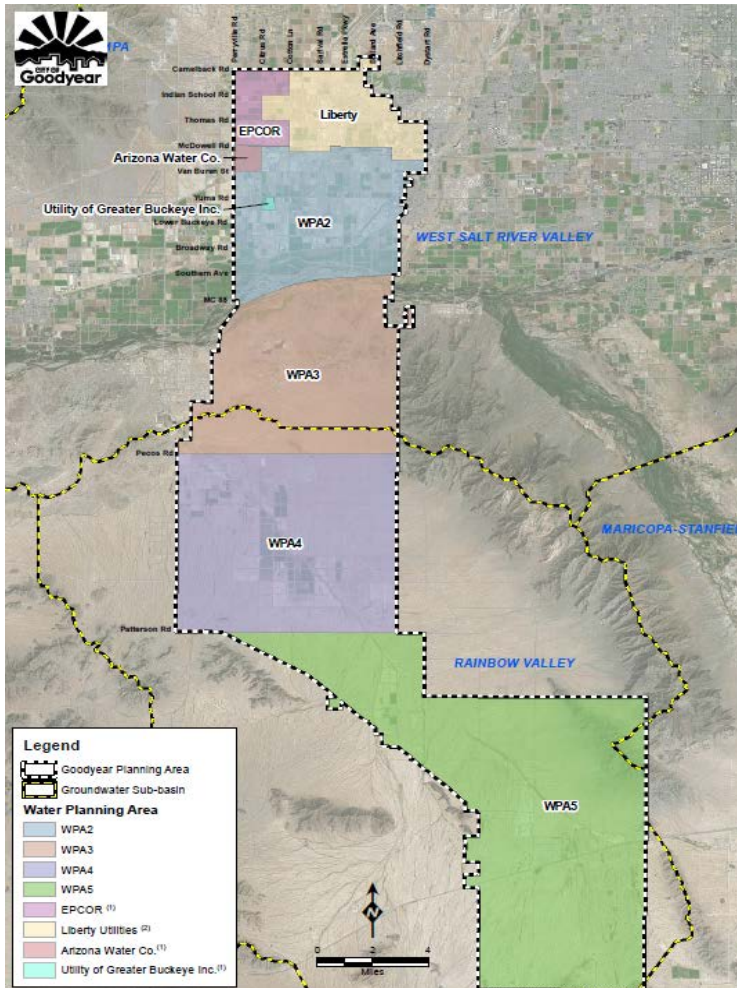 CITY OF
Goodyear
MPA
Perryville Rd
Citrus Rd
Cotton Ln
Sarival Rd
Estrella Pkwy
Bullard Ave
Litchfield Rd
Dysart Rd
Camelback Rd
Indian School Rd
Liberty
Thomas Rd
EPCOR
McDowell Rd
Arizona Water Co.
Van Buren St
Yuma Rd
Utility of Greater Buckeye Inc.
Lower Buckeye Rd
WPA2
WEST SALT RIVER VALLEY
Broadway Rd
Southern Ave
MC 85
WPA3
Pecos Rd
MARICOPA-STANFIEL
WPA4
Patterson Rd
RAINBOW VALLEY
WPA5
Legend
Goodyear Planning Area
Groundwater Sub-basin
Water Planning Area
WPA2
WPA3
WPA4
WPA5
EPCOR (1)
Liberty Utilities (2)
Arizona Water Co.(1)
Utility of Greater Buckeye Inc.(1)
N
0 2 4
Miles